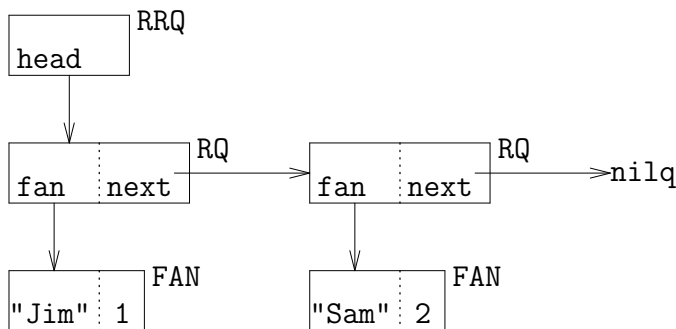 RRQ
head
RQ RQ
fan next fan next nilq
FAN FAN
"Jim" 1 "Sam" 2